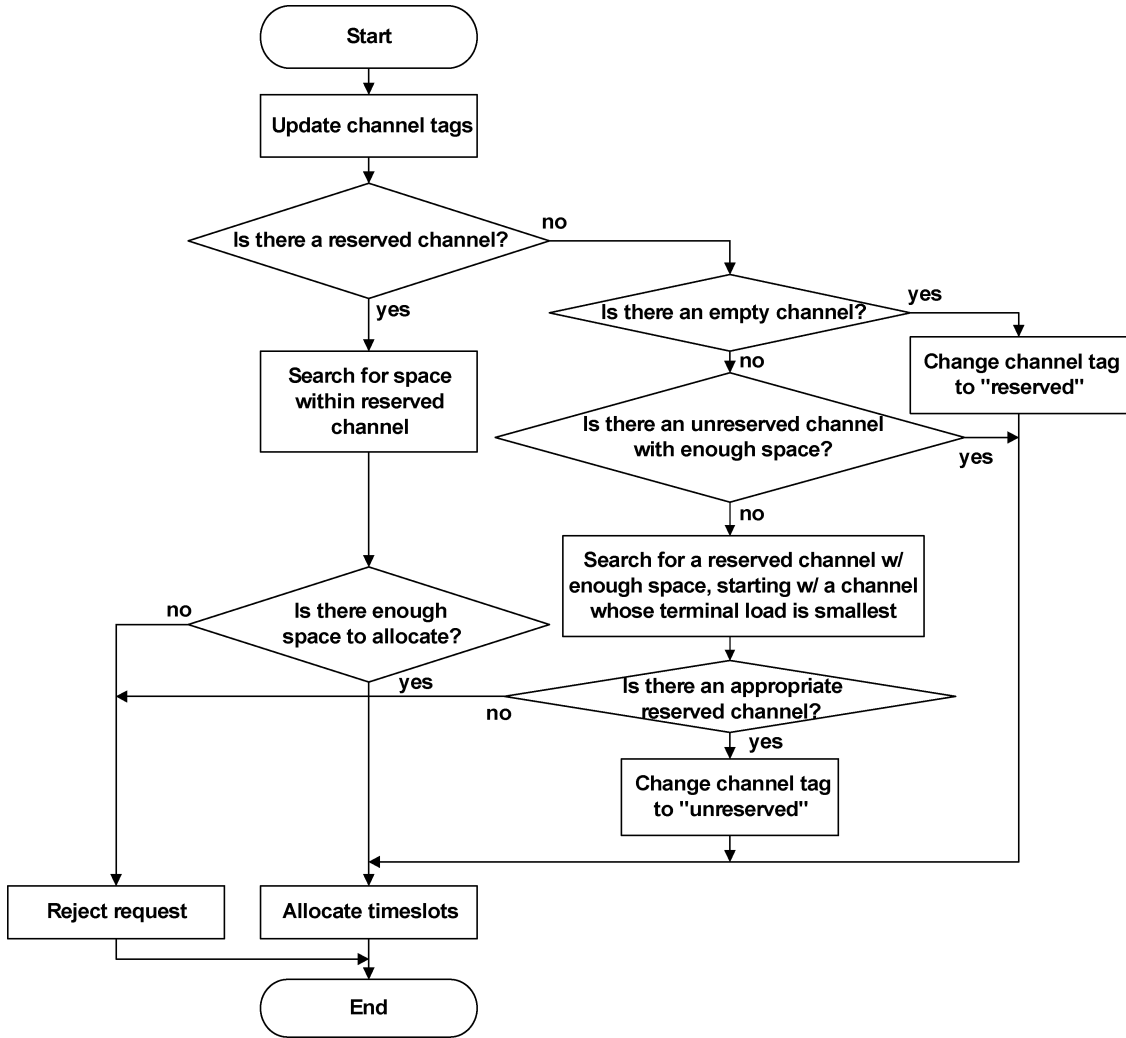 Start
Update channel tags
Is there a reserved channel?
no
yes
Is there an empty channel?
yes
no
Change channel tag
to "reserved"
Search for space
within reserved
channel
Is there an unreserved channel
with enough space?
yes
no
Search for a reserved channel w/
enough space, starting w/ a channel
whose terminal load is smallest
no
Is there enough
space to allocate?
yes
Is there an appropriate
reserved channel?
no
yes
Change channel tag
to "unreserved"
Reject request
Allocate timeslots
End